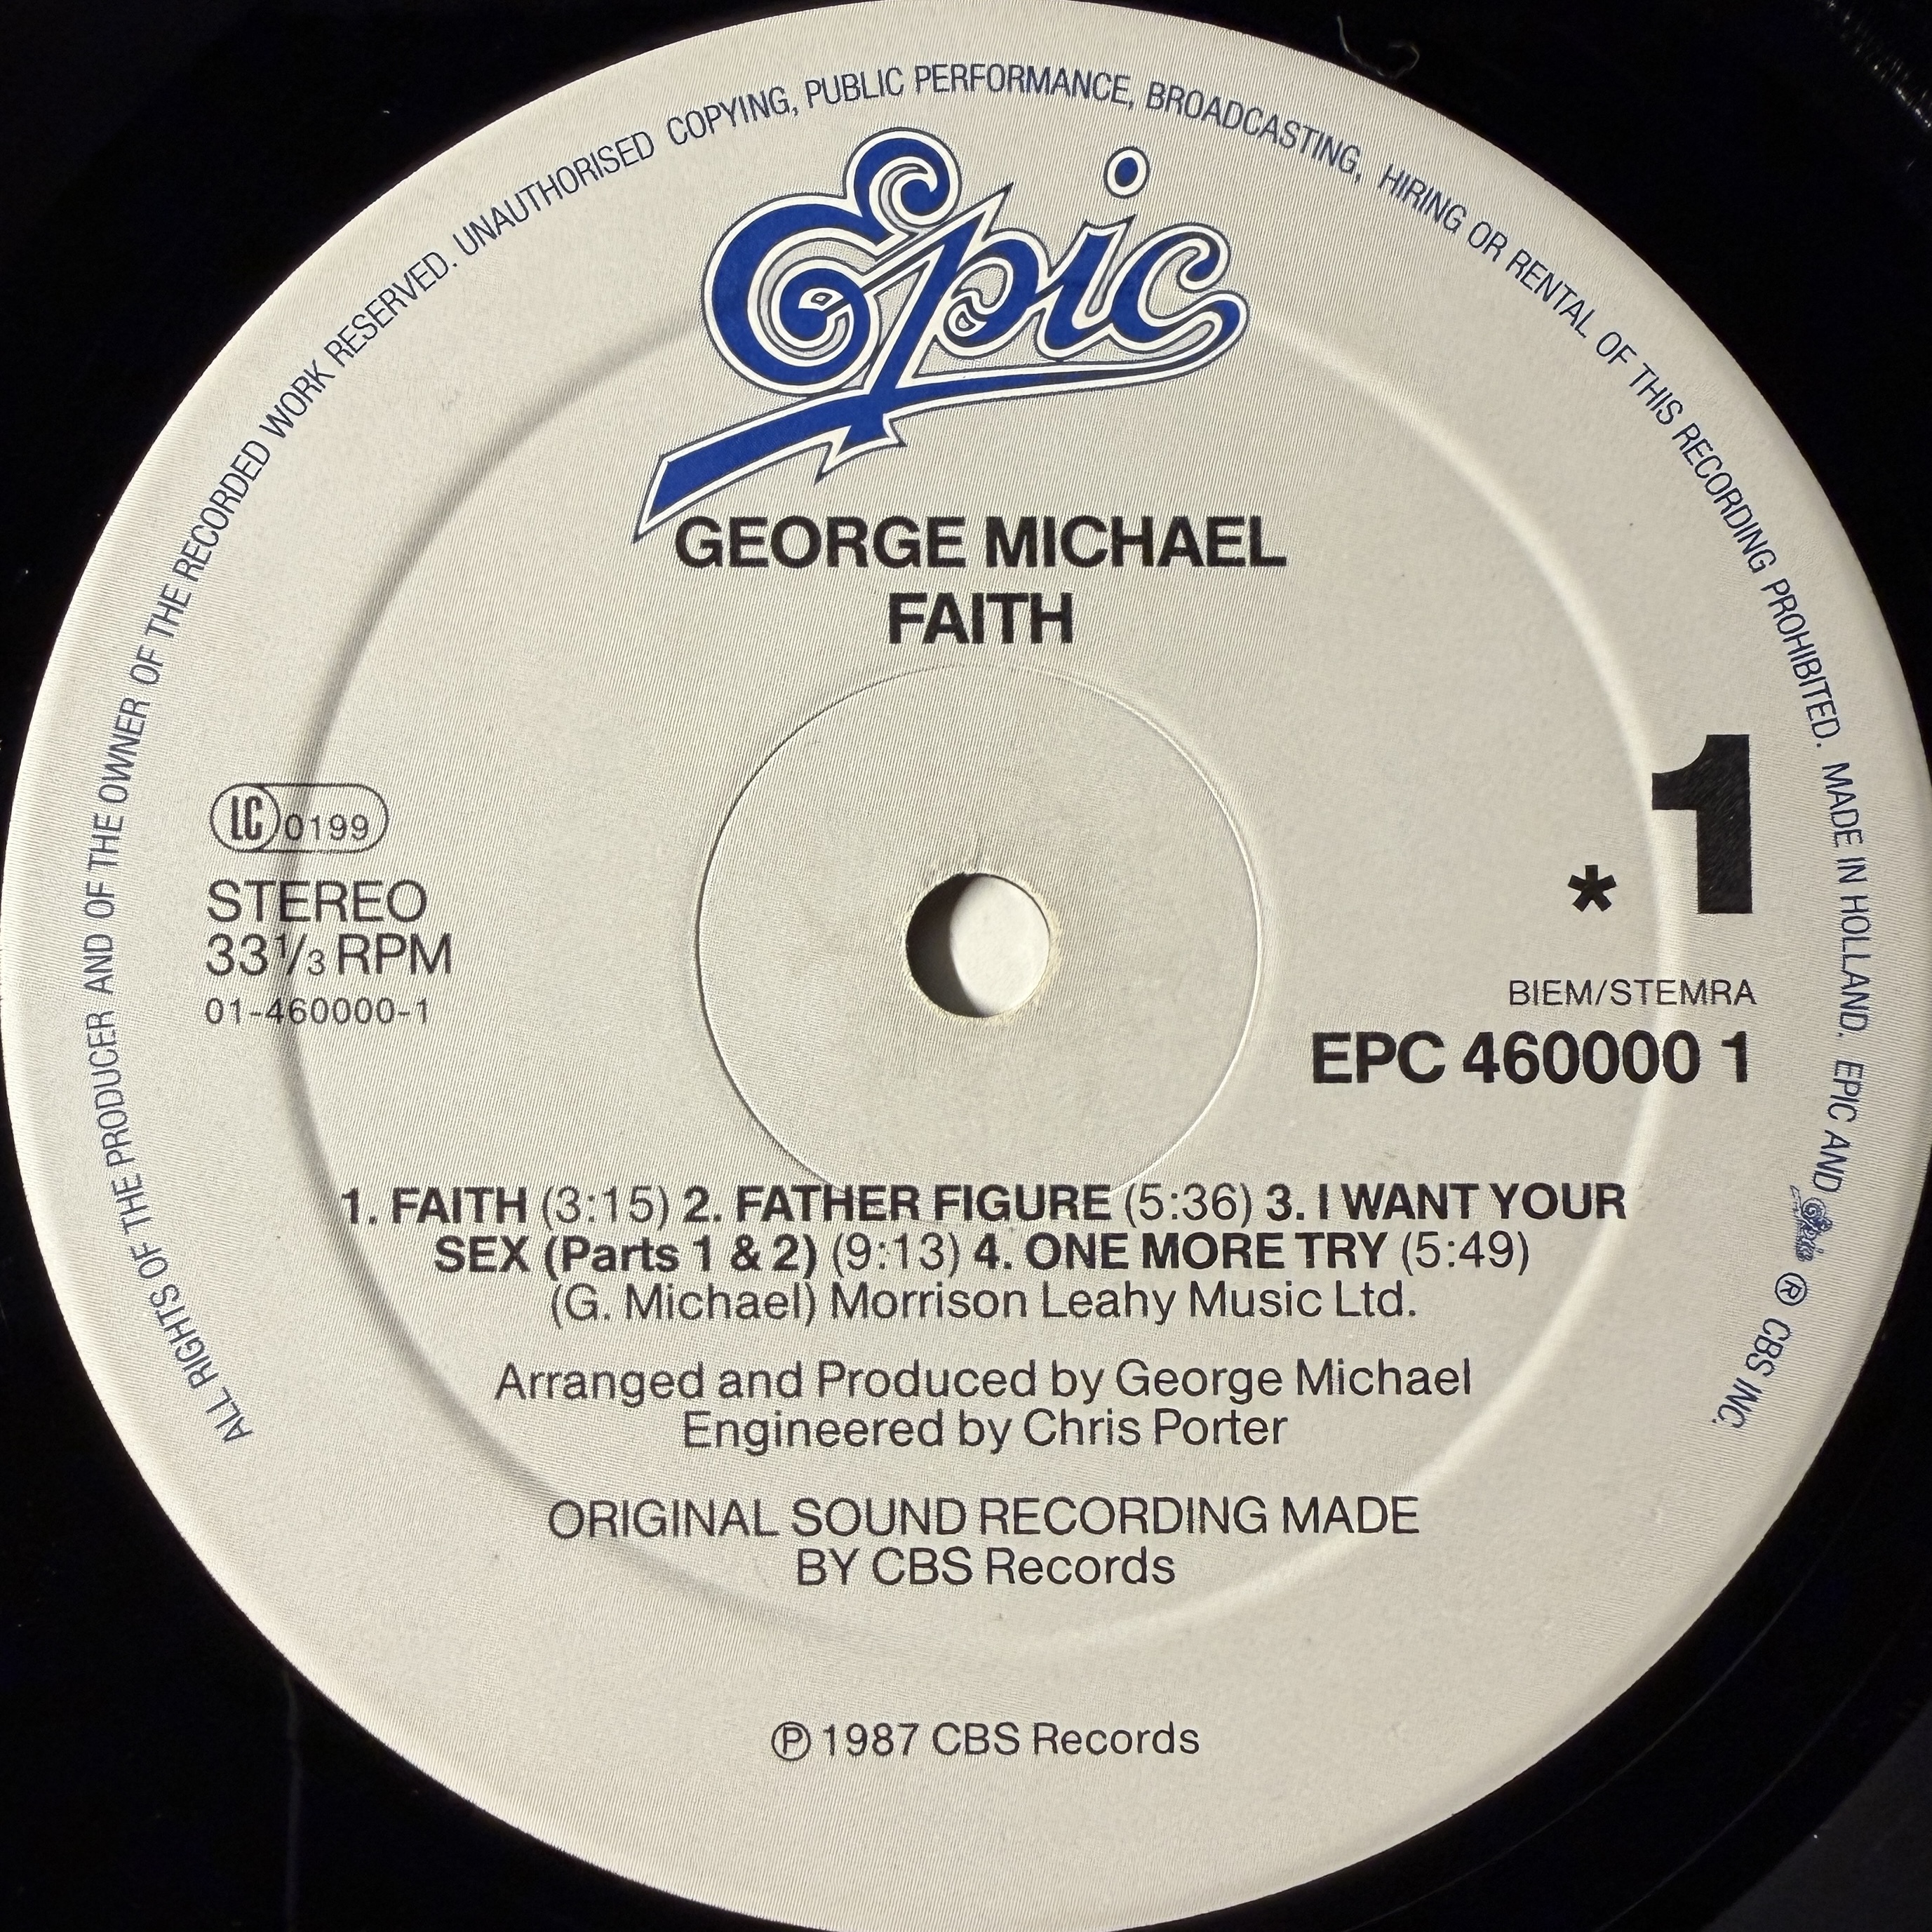 ALL RIGHTS OF THE PRODUCER AND OF THE OWNER OF THE RECORDED WORK RESERVED. UNAUTHORISED COPYING, PUBLIC PERFORMANCE, BROADCASTING, HIRING OR RENTAL OF THIS RECORDING PROHIBITED. MADE IN HOLLAND. EPIC AND Epic ® CBS INC.
Epic
GEORGE MICHAEL
FAITH
LC 0199
STEREO
33 1/3 RPM
01-460000-1
1
*
BIEM/STEMRA
EPC 460000 1
1. FAITH (3:15) 2. FATHER FIGURE (5:36) 3. I WANT YOUR
SEX (Parts 1 & 2) (9:13) 4. ONE MORE TRY (5:49)
(G. Michael) Morrison Leahy Music Ltd.
Arranged and Produced by George Michael
Engineered by Chris Porter
ORIGINAL SOUND RECORDING MADE
BY CBS Records
℗ 1987 CBS Records